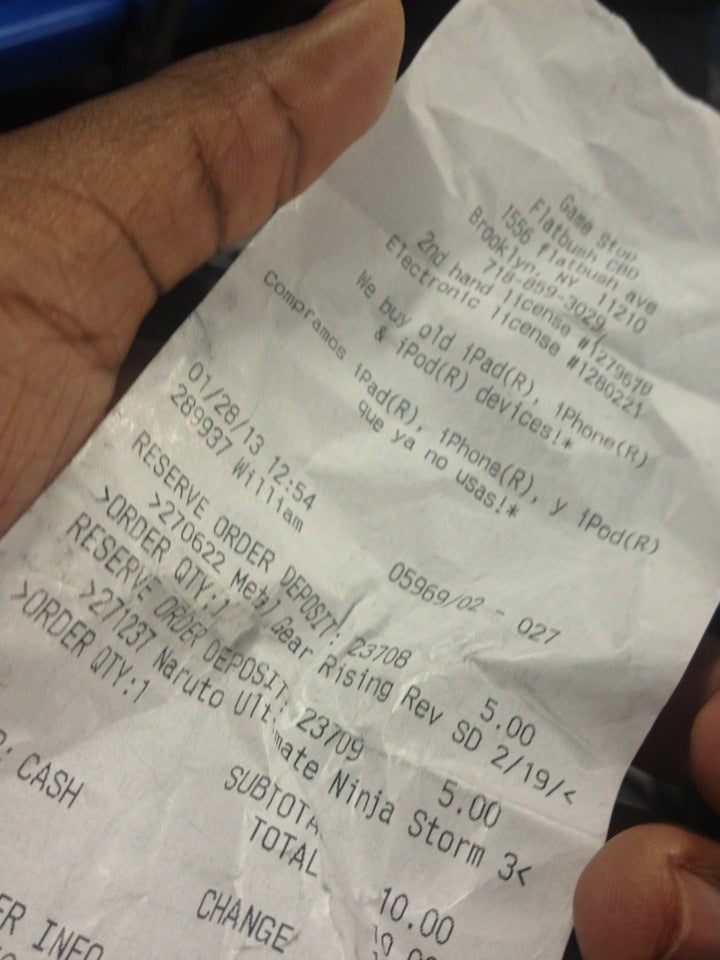 Game Stop
Flatbush CBD
1556 flatbush ave
Brooklyn, NY 11210
718-859-3029
2nd hand license #1279670
Electronic license #1280221
We buy old iPad(R), iPhone(R)
& iPod(R) devices!*
Compramos iPad(R), iPhone(R), y iPod(R)
que ya no usas!*
01/28/13 12:54 05969/02 - 027
289937 William
RESERVE ORDER DEPOSIT: 23708 5.00
>270622 Metal Gear Rising Rev SD 2/19/<
>ORDER QTY:1
RESERVE ORDER DEPOSIT: 23709 5.00
>271237 Naruto Ultimate Ninja Storm 3<
>ORDER QTY:1
SUBTOTA 10.00
TOTAL
: CASH
CHANGE
ER INFO